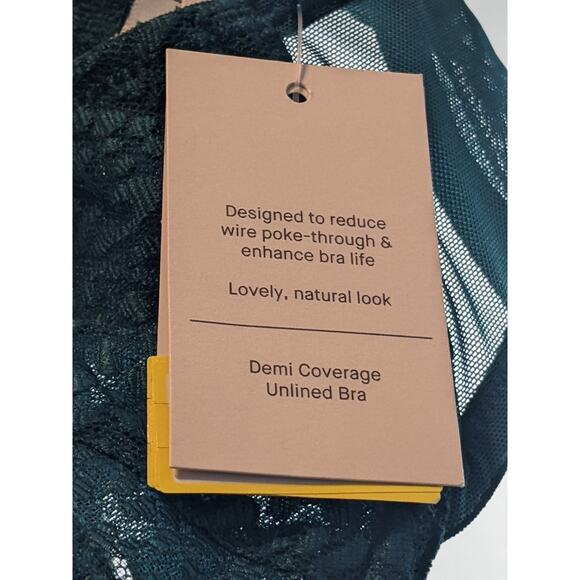 Designed to reduce
wire poke-through &
enhance bra life
Lovely, natural look
Demi Coverage
Unlined Bra